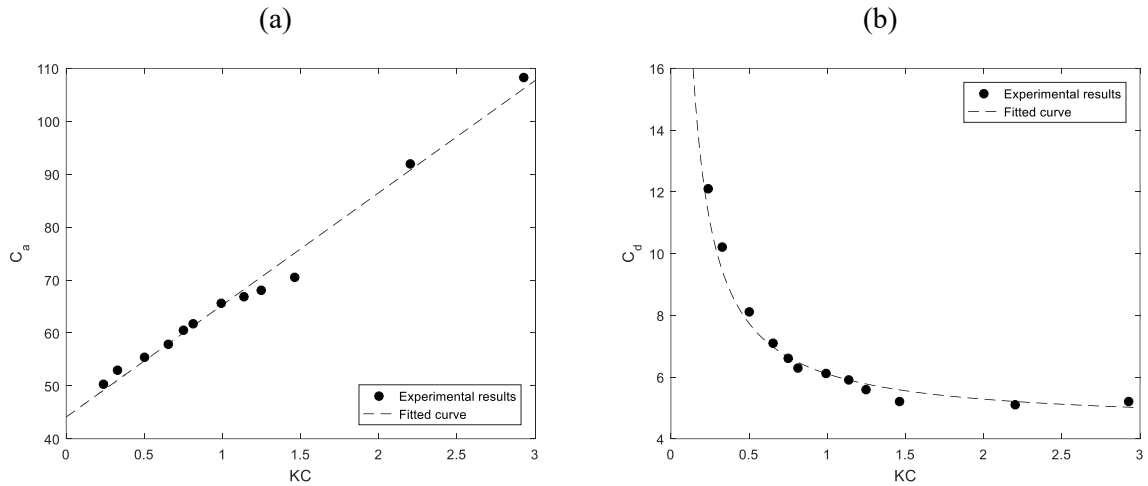 (a)
110
100
90
80
70
60
50
40
C_a
0 0.5 1 1.5 2 2.5 3
KC
Experimental results
Fitted curve
(b)
16
14
12
10
8
6
4
C_d
0 0.5 1 1.5 2 2.5 3
KC
Experimental results
Fitted curve